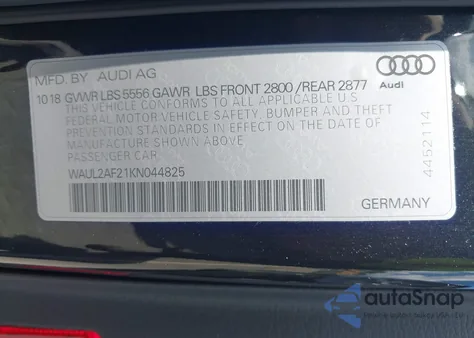 MFD. BY AUDI AG
10 18 GVWR LBS 5556 GAWR LBS FRONT 2800 /REAR 2877
THIS VEHICLE CONFORMS TO ALL APPLICABLE U.S
FEDERAL MOTOR VEHICLE SAFETY, BUMPER AND THEFT
PREVENTION STANDARDS IN EFFECT ON THE DATE OF
MANUFACTURE SHOWN ABOVE.
PASSENGER CAR
WAUL2AF21KN044825
Audi
4452114
GERMANY
autoSnap